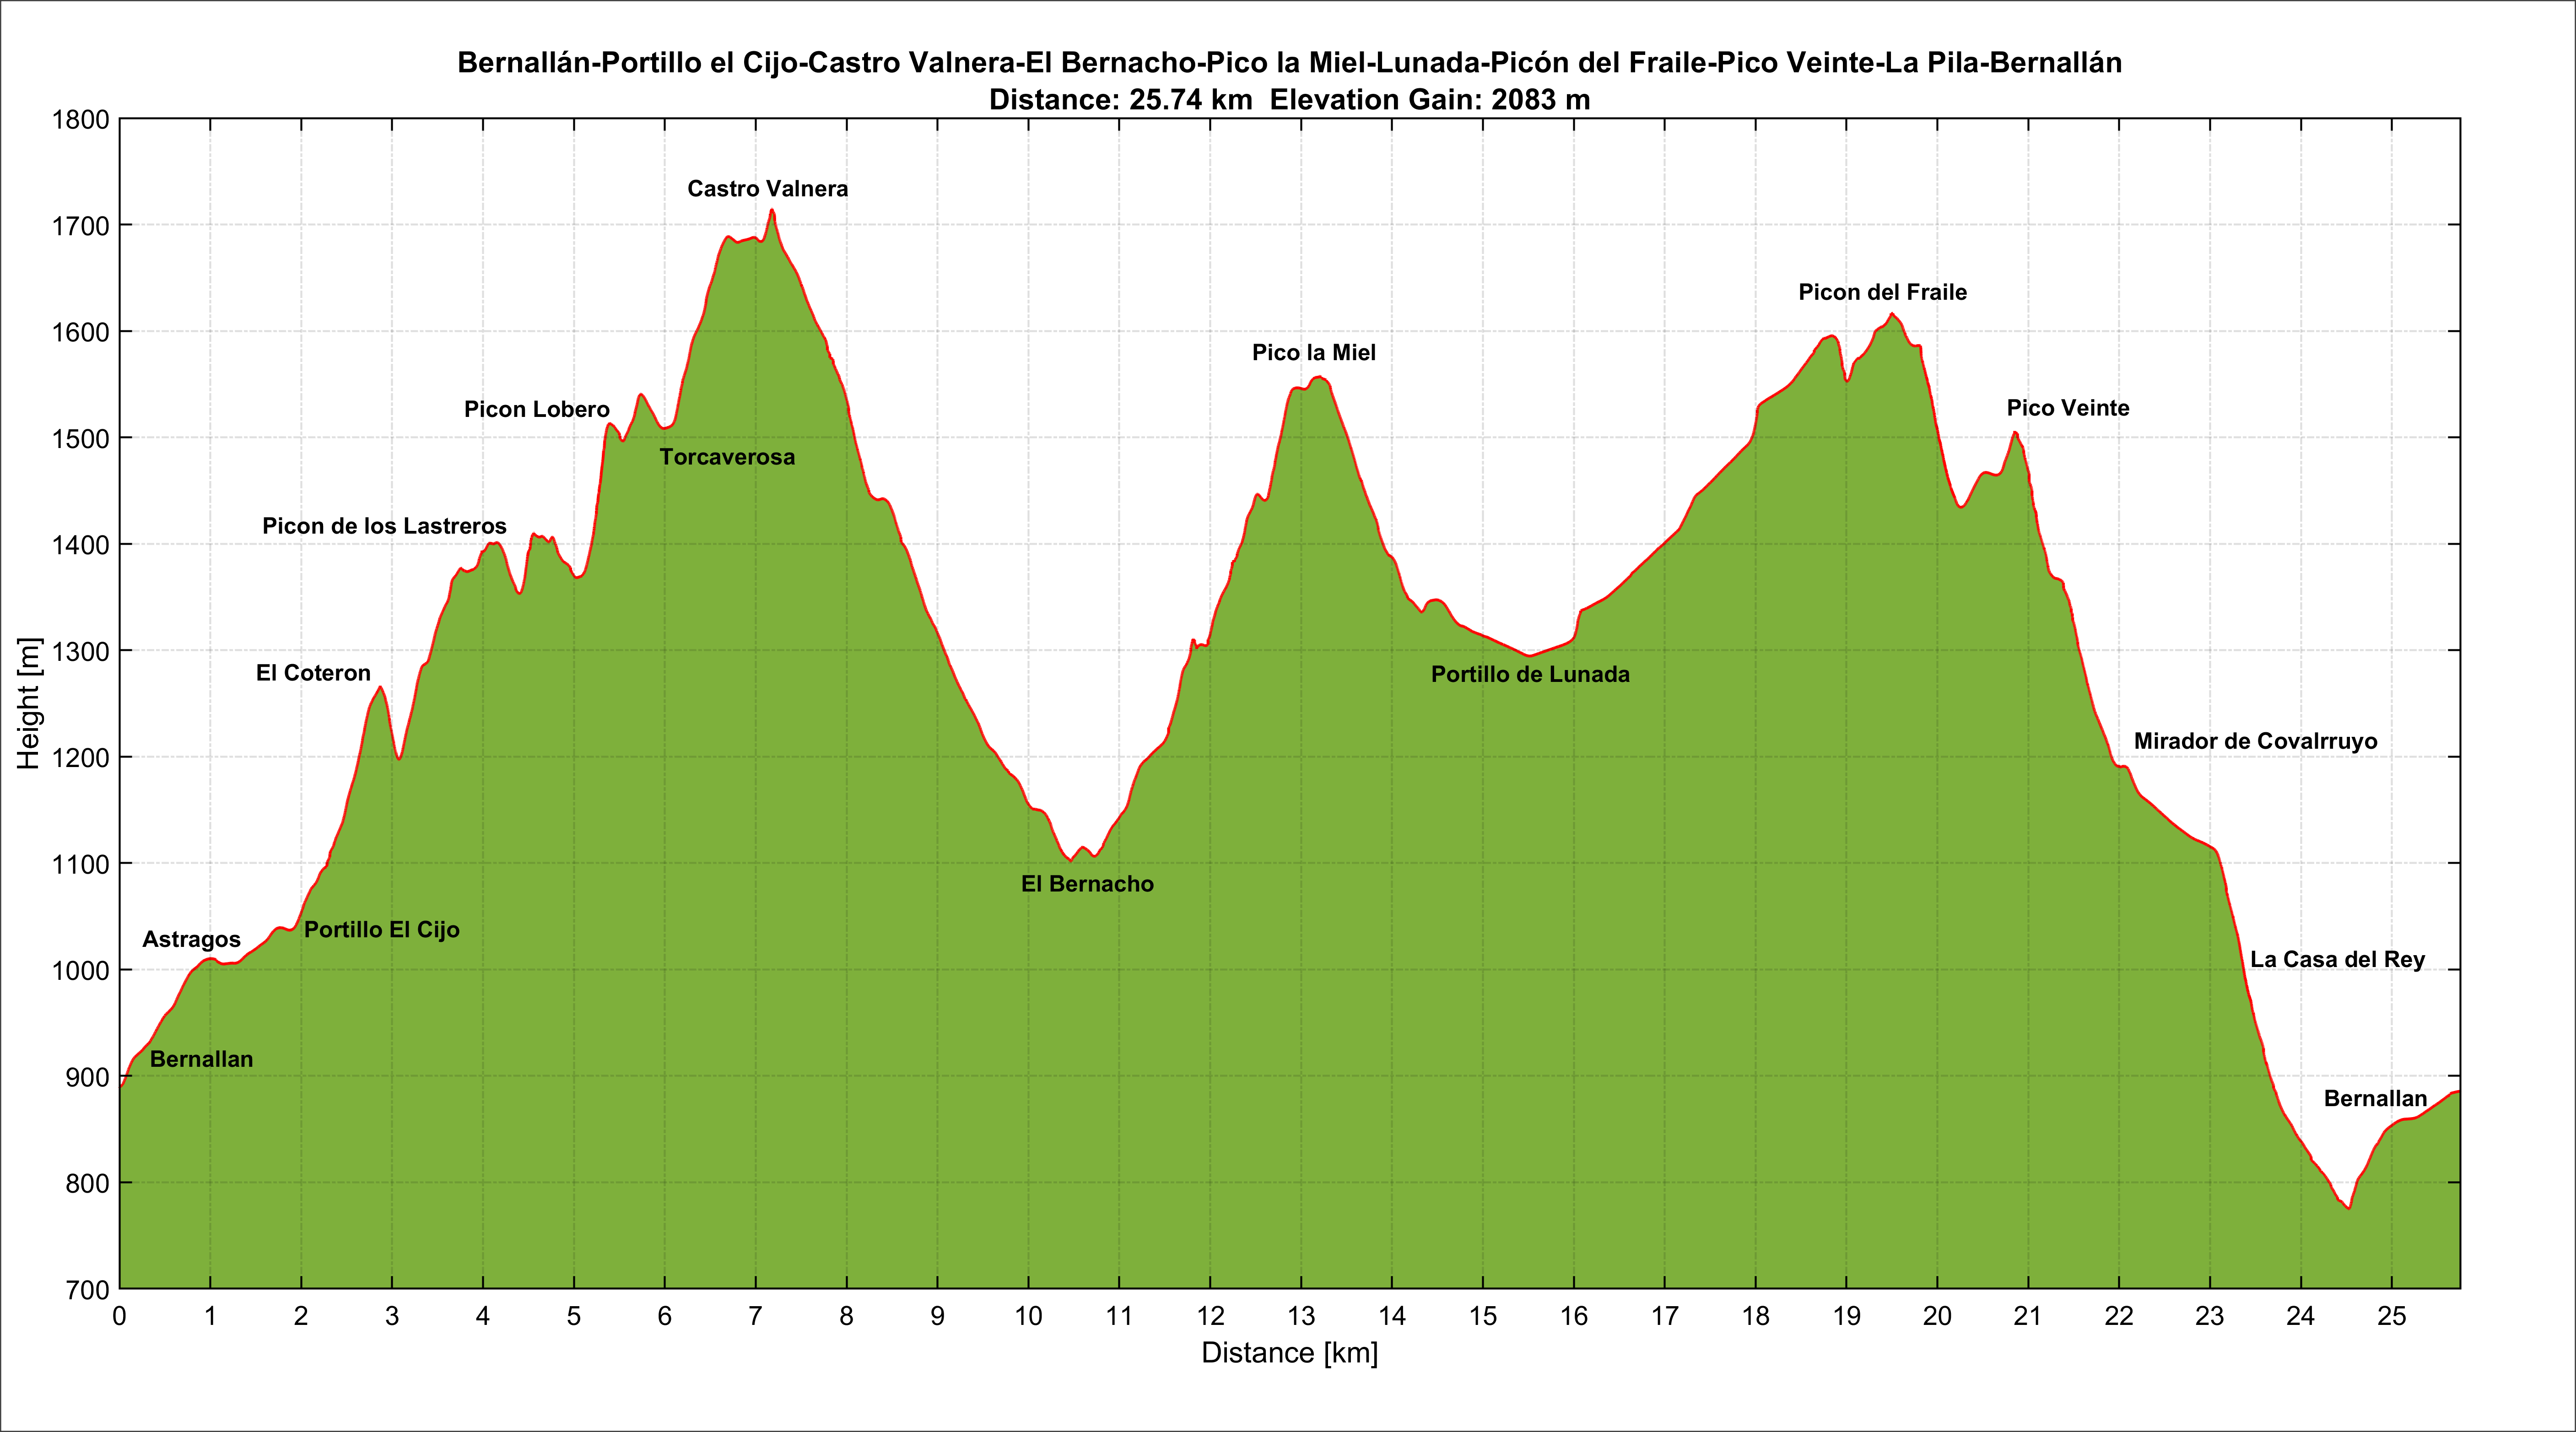 Bernallán-Portillo el Cijo-Castro Valnera-El Bernacho-Pico la Miel-Lunada-Picón del Fraile-Pico Veinte-La Pila-Bernallán
Distance: 25.74 km  Elevation Gain: 2083 m
1800
Castro Valnera
1700
Picon del Fraile
1600
Pico la Miel
Picon Lobero
Pico Veinte
1500
Torcaverosa
Picon de los Lastreros
1400
1300
El Coteron
Portillo de Lunada
Height [m]
Mirador de Covalrruyo
1200
1100
El Bernacho
Portillo El Cijo
Astragos
La Casa del Rey
1000
Bernallan
900
Bernallan
800
700
0 1 2 3 4 5 6 7 8 9 10 11 12 13 14 15 16 17 18 19 20 21 22 23 24 25
Distance [km]